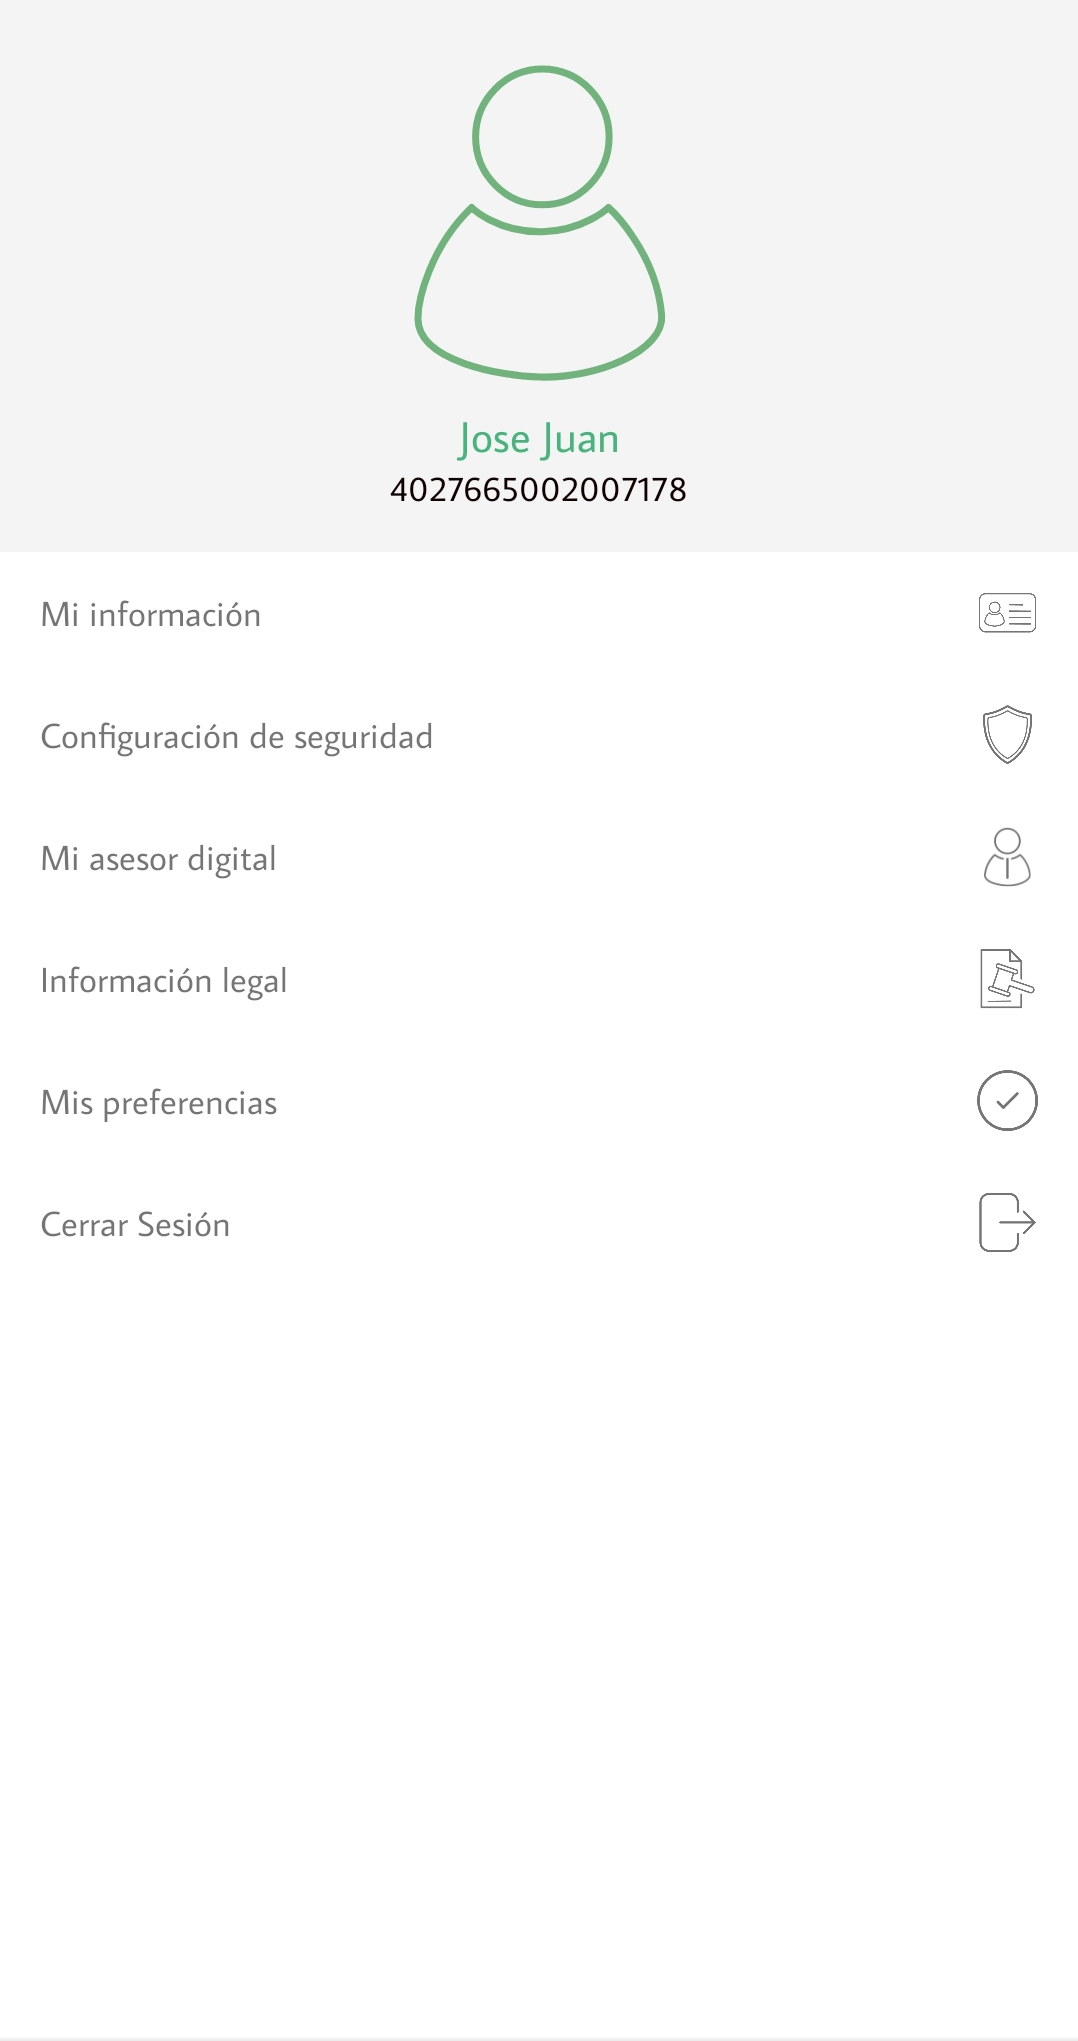 Jose Juan
4027665002007178
Mi información
Configuración de seguridad
Mi asesor digital
Información legal
Mis preferencias
Cerrar Sesión